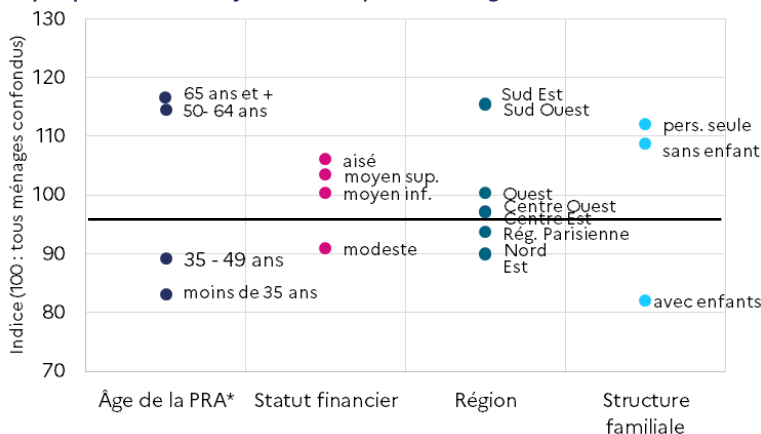 130
120
110
100
90
80
70
Indice (100 : tous ménages confondus)
65 ans et +
50- 64 ans
35 - 49 ans
moins de 35 ans
aisé
moyen sup.
moyen inf.
modeste
Sud Est
Sud Ouest
Ouest
Centre Ouest
Centre Est
Rég. Parisienne
Nord
Est
pers. seule
sans enfant
avec enfants
Âge de la PRA*
Statut financier
Région
Structure
familiale